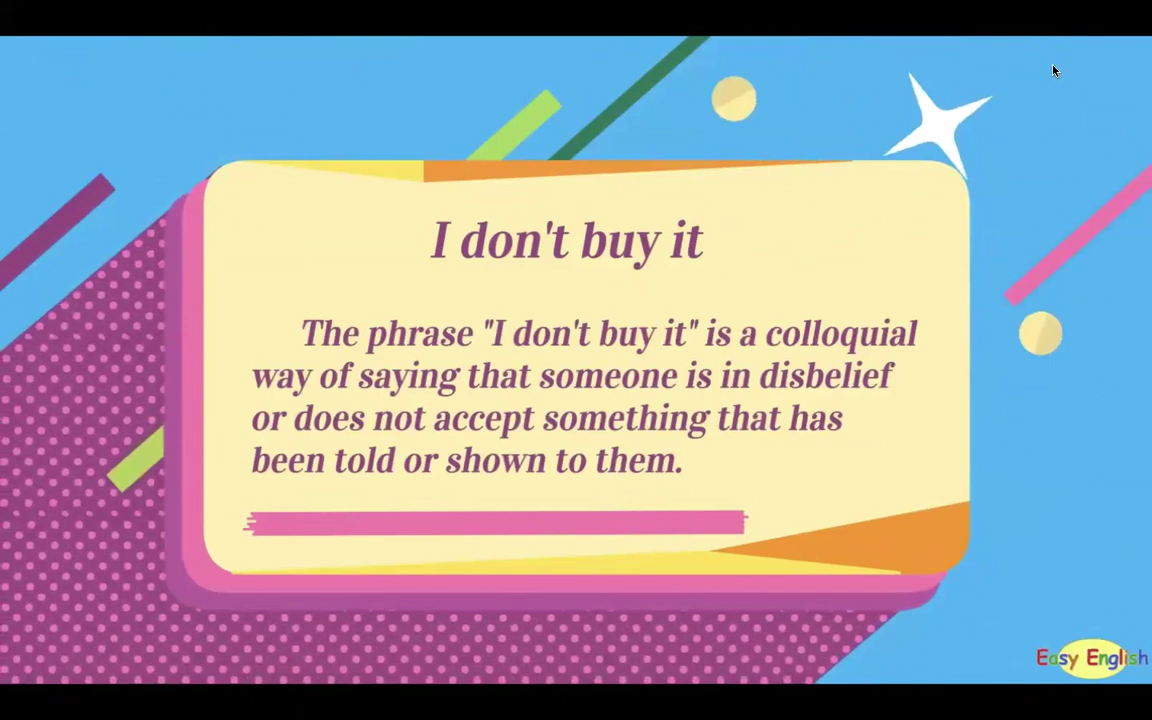 I don't buy it
The phrase "I don't buy it" is a colloquial
way of saying that someone is in disbelief
or does not accept something that has
been told or shown to them.
Easy English